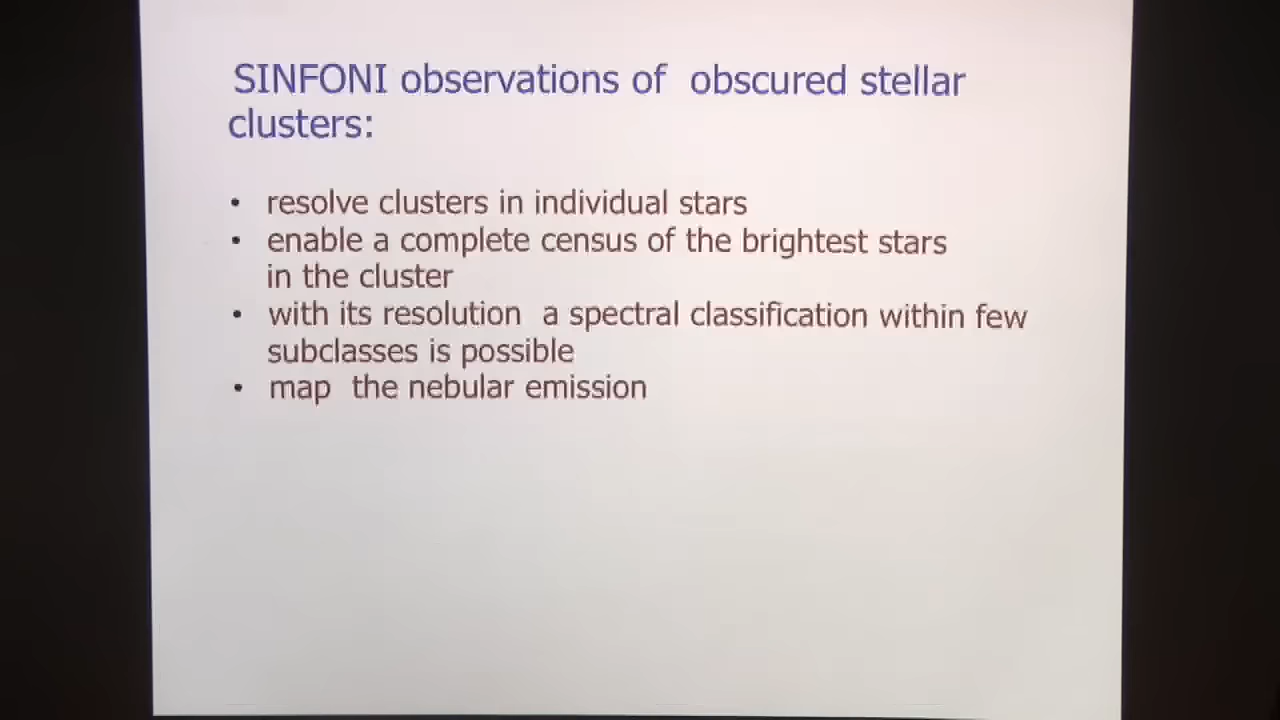 SINFONI observations of obscured stellar
clusters:
• resolve clusters in individual stars
• enable a complete census of the brightest stars
in the cluster
• with its resolution a spectral classification within few
subclasses is possible
• map the nebular emission